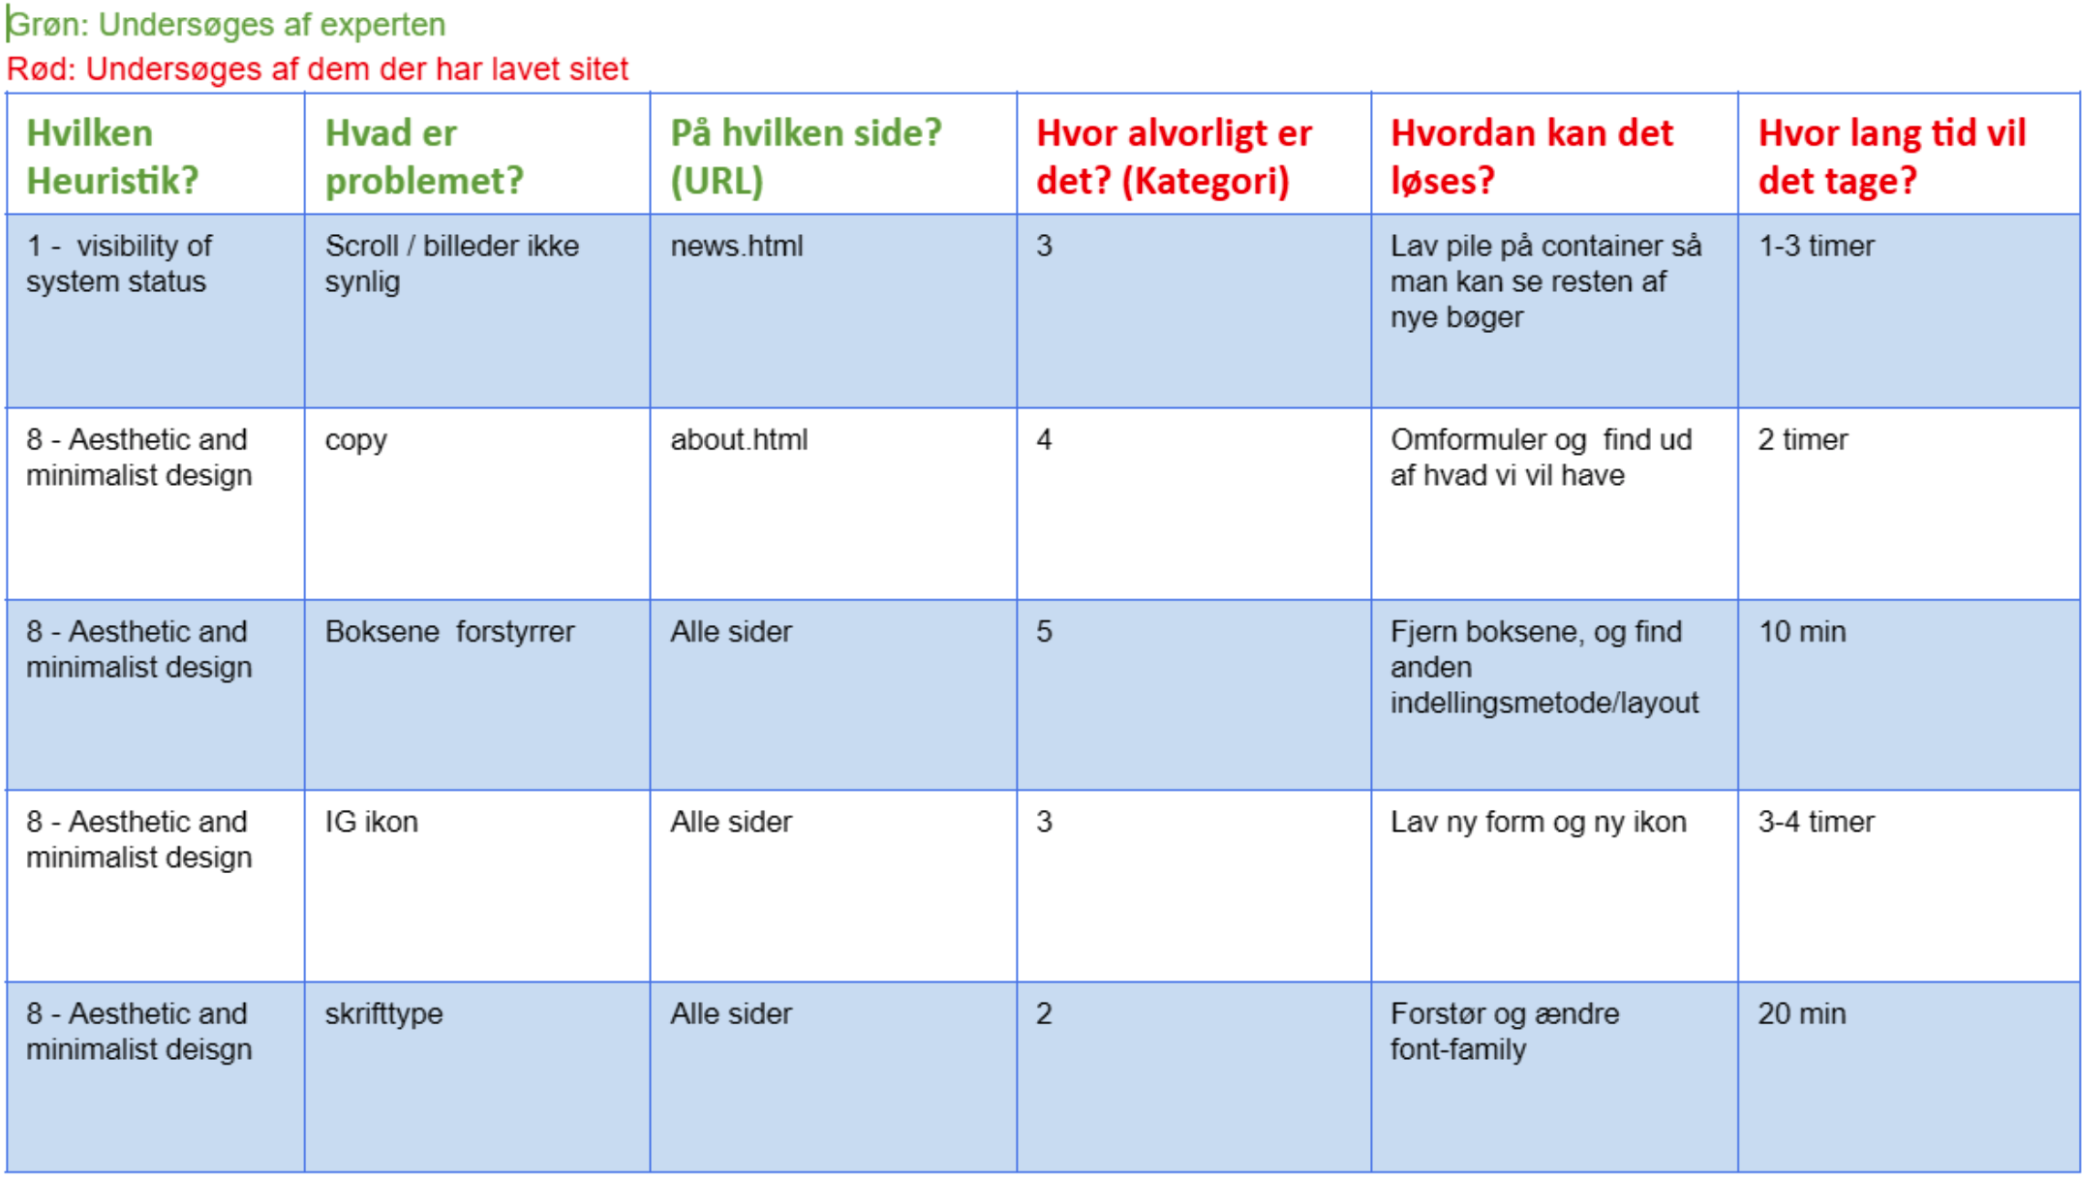 Grøn: Undersøges af experten
Rød: Undersøges af dem der har lavet sitet
Hvilken
Heuristik?
Hvad er
problemet?
På hvilken side?
(URL)
Hvor alvorligt er
det? (Kategori)
Hvordan kan det
løses?
Hvor lang tid vil
det tage?
1 -  visibility of
system status
Scroll / billeder ikke
synlig
news.html
3
Lav pile på container så
man kan se resten af
nye bøger
1-3 timer
8 - Aesthetic and
minimalist design
copy
about.html
4
Omformuler og  find ud
af hvad vi vil have
2 timer
8 - Aesthetic and
minimalist design
Boksene  forstyrrer
Alle sider
5
Fjern boksene, og find
anden
indellingsmetode/layout
10 min
8 - Aesthetic and
minimalist design
IG ikon
Alle sider
3
Lav ny form og ny ikon
3-4 timer
8 - Aesthetic and
minimalist deisgn
skrifttype
Alle sider
2
Forstør og ændre
font-family
20 min